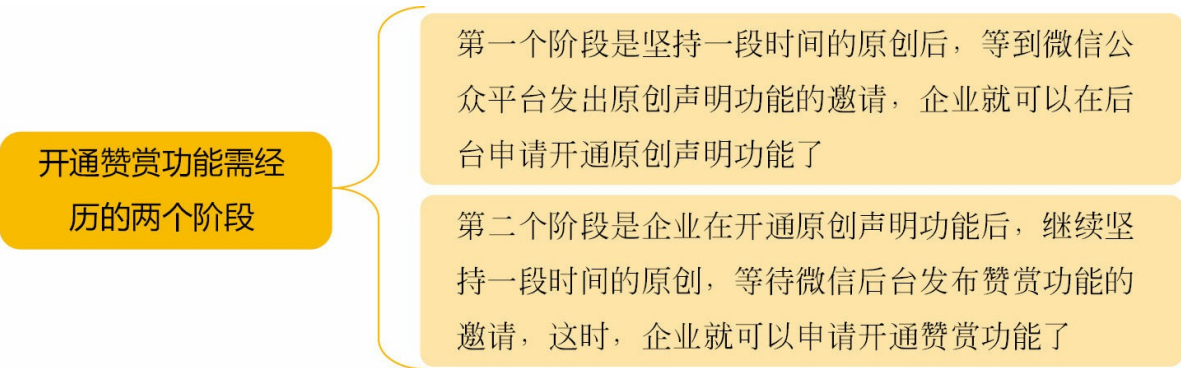 开通赞赏功能需经
历的两个阶段
第一个阶段是坚持一段时间的原创后，等到微信公
众平台发出原创声明功能的邀请，企业就可以在后
台申请开通原创声明功能了
第二个阶段是企业在开通原创声明功能后，继续坚
持一段时间的原创，等待微信后台发布赞赏功能的
邀请，这时，企业就可以申请开通赞赏功能了